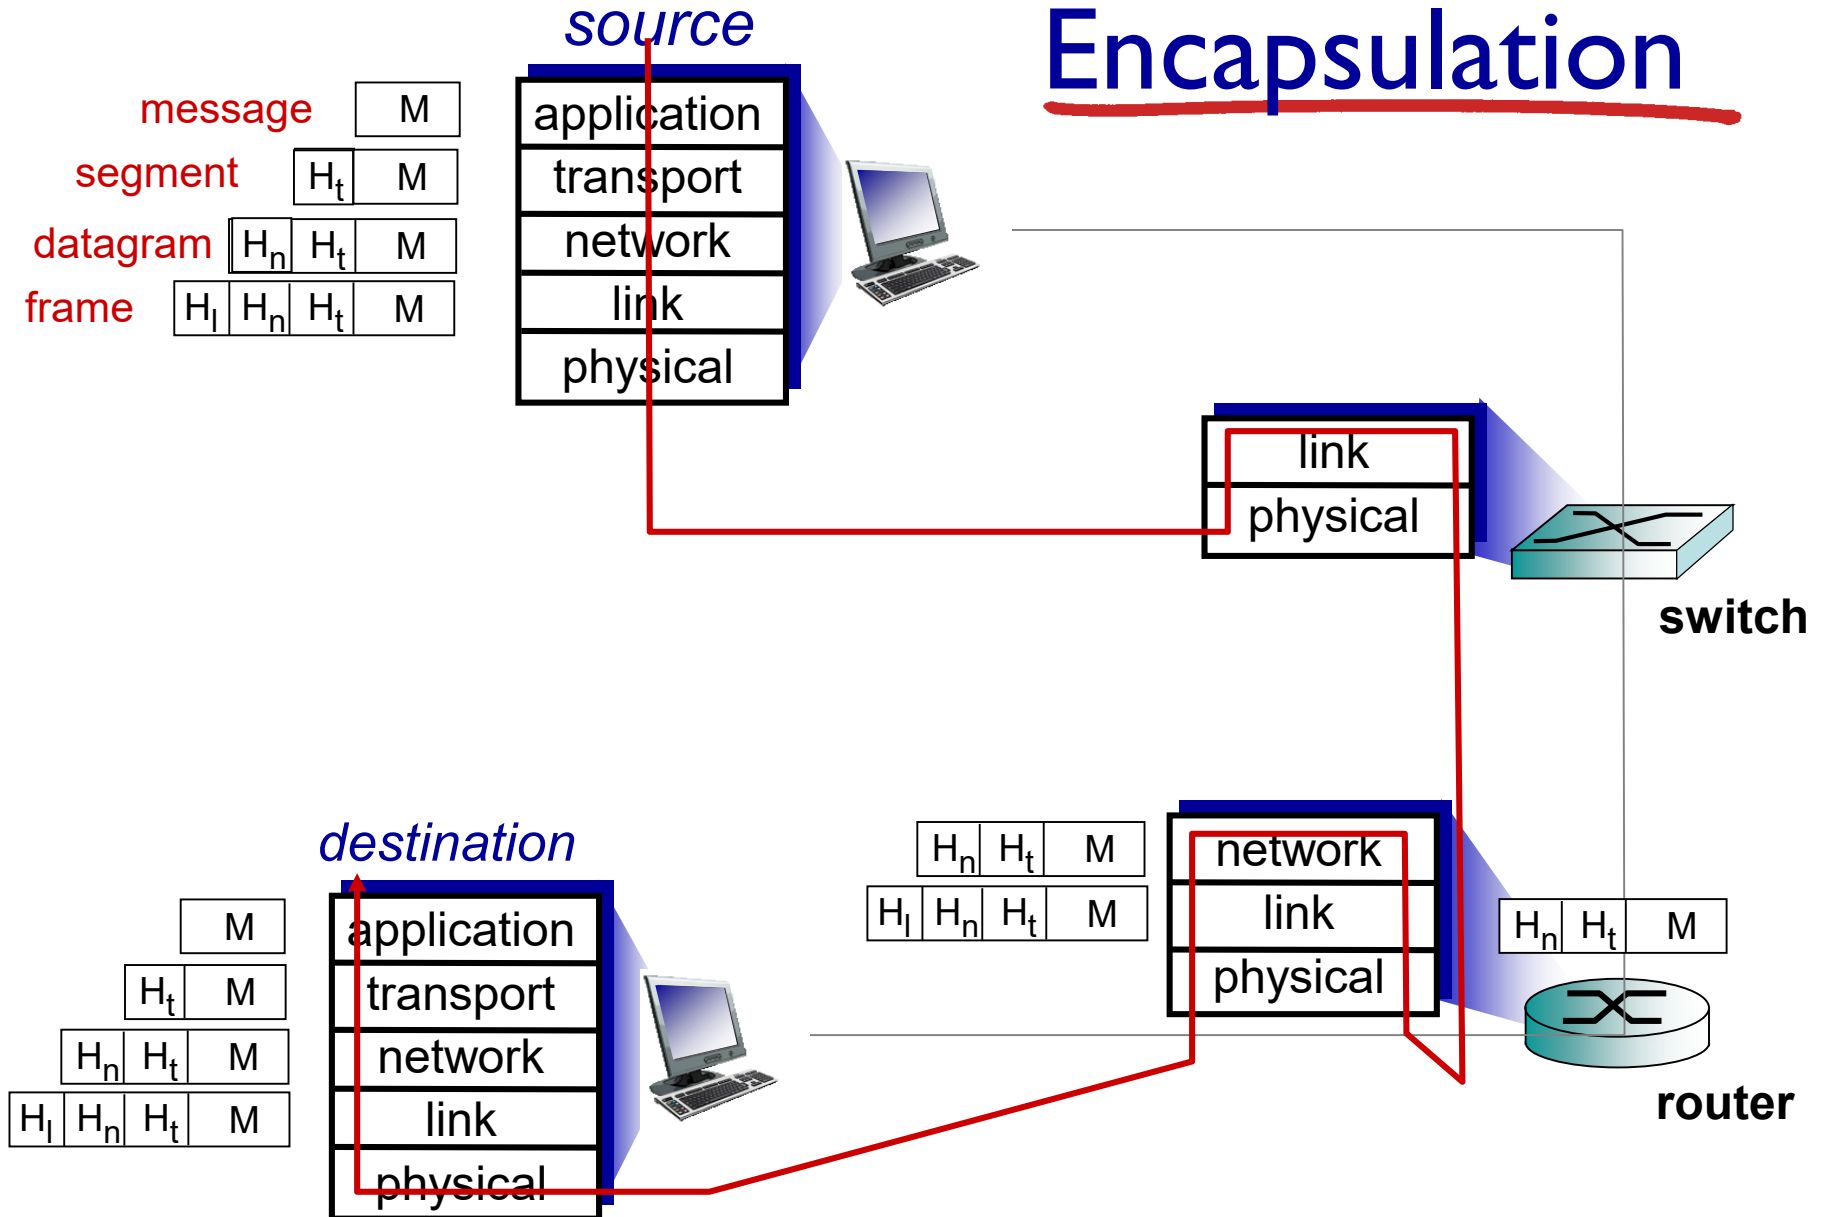 source
Encapsulation
message M
segment Ht M
datagram Hn Ht M
frame Hl Hn Ht M
application
transport
network
link
physical
link
physical
switch
destination
M
Ht M
Hn Ht M
Hl Hn Ht M
application
transport
network
link
physical
Hn Ht M
Hl Hn Ht M
network
link
physical
Hn Ht M
router